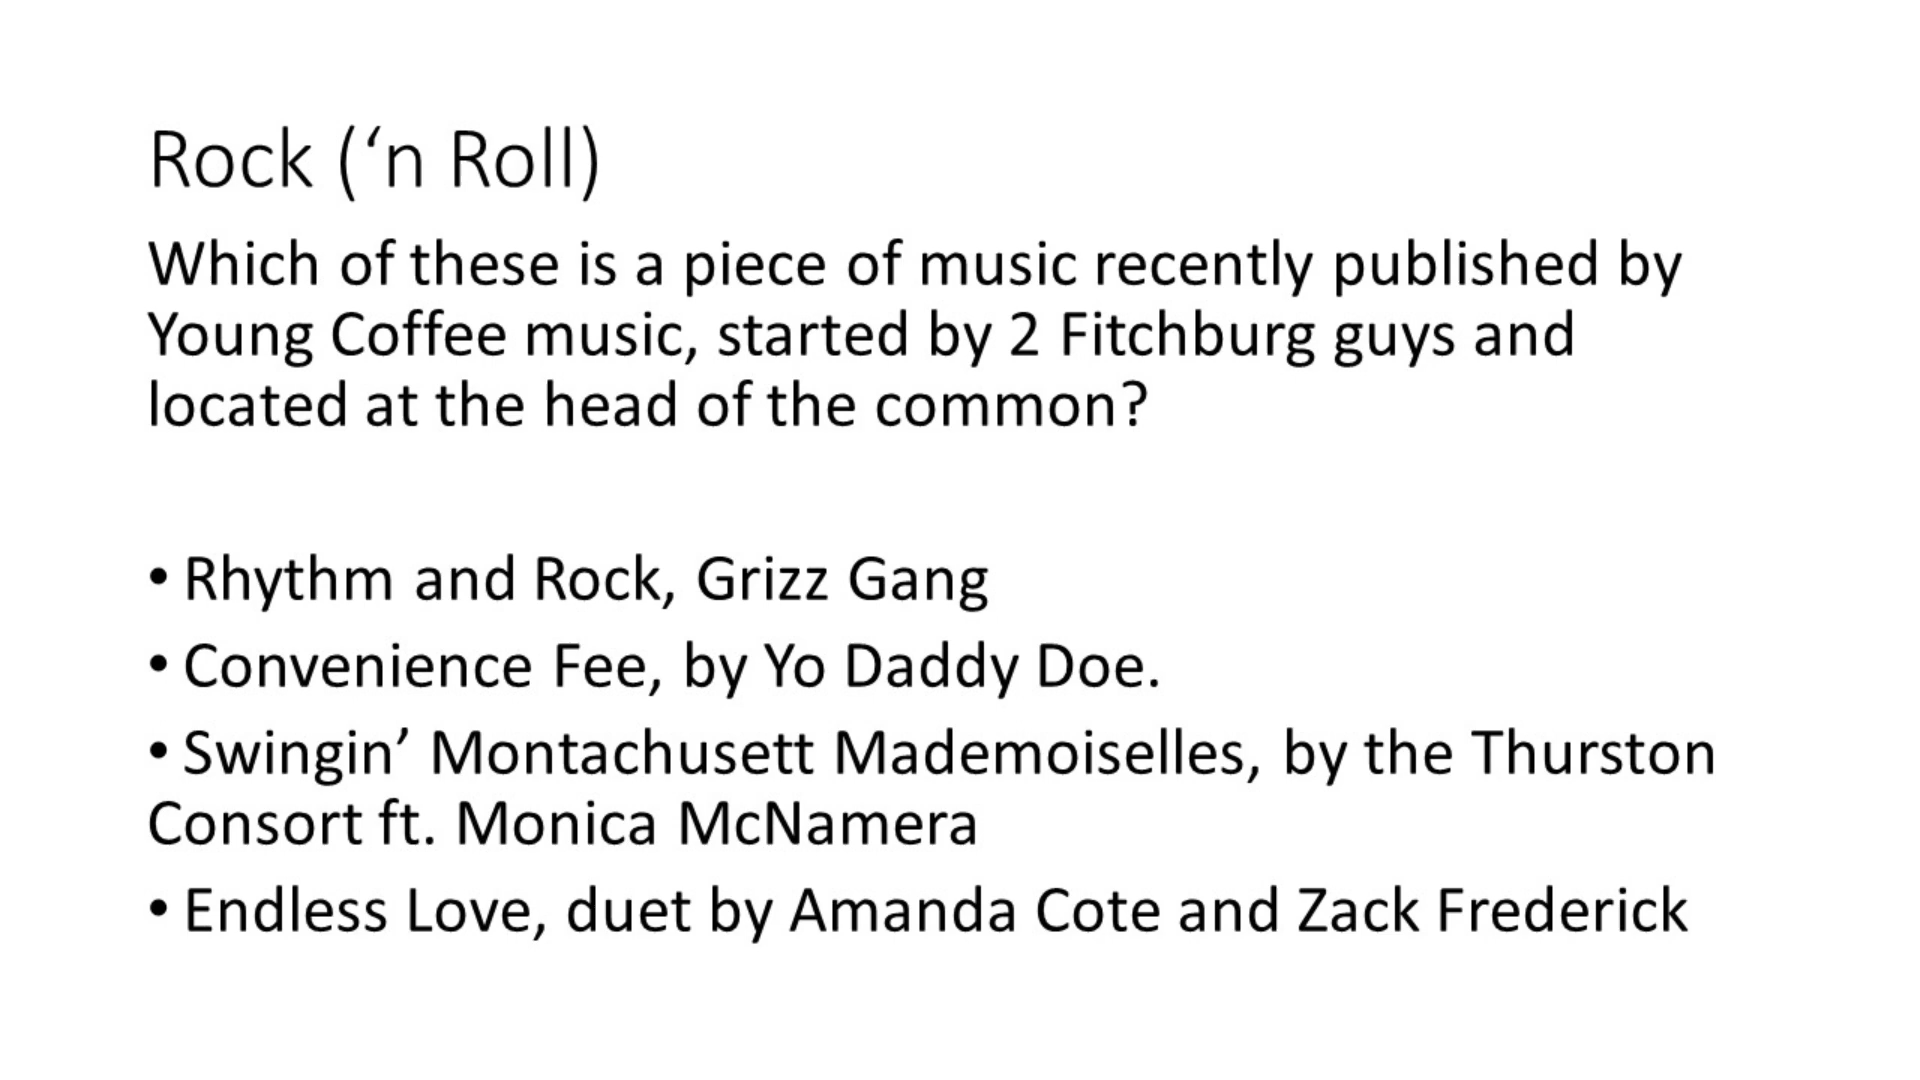 Rock (‘n Roll)
Which of these is a piece of music recently published by
Young Coffee music, started by 2 Fitchburg guys and
located at the head of the common?
• Rhythm and Rock, Grizz Gang
• Convenience Fee, by Yo Daddy Doe.
• Swingin’ Montachusett Mademoiselles, by the Thurston
Consort ft. Monica McNamera
• Endless Love, duet by Amanda Cote and Zack Frederick